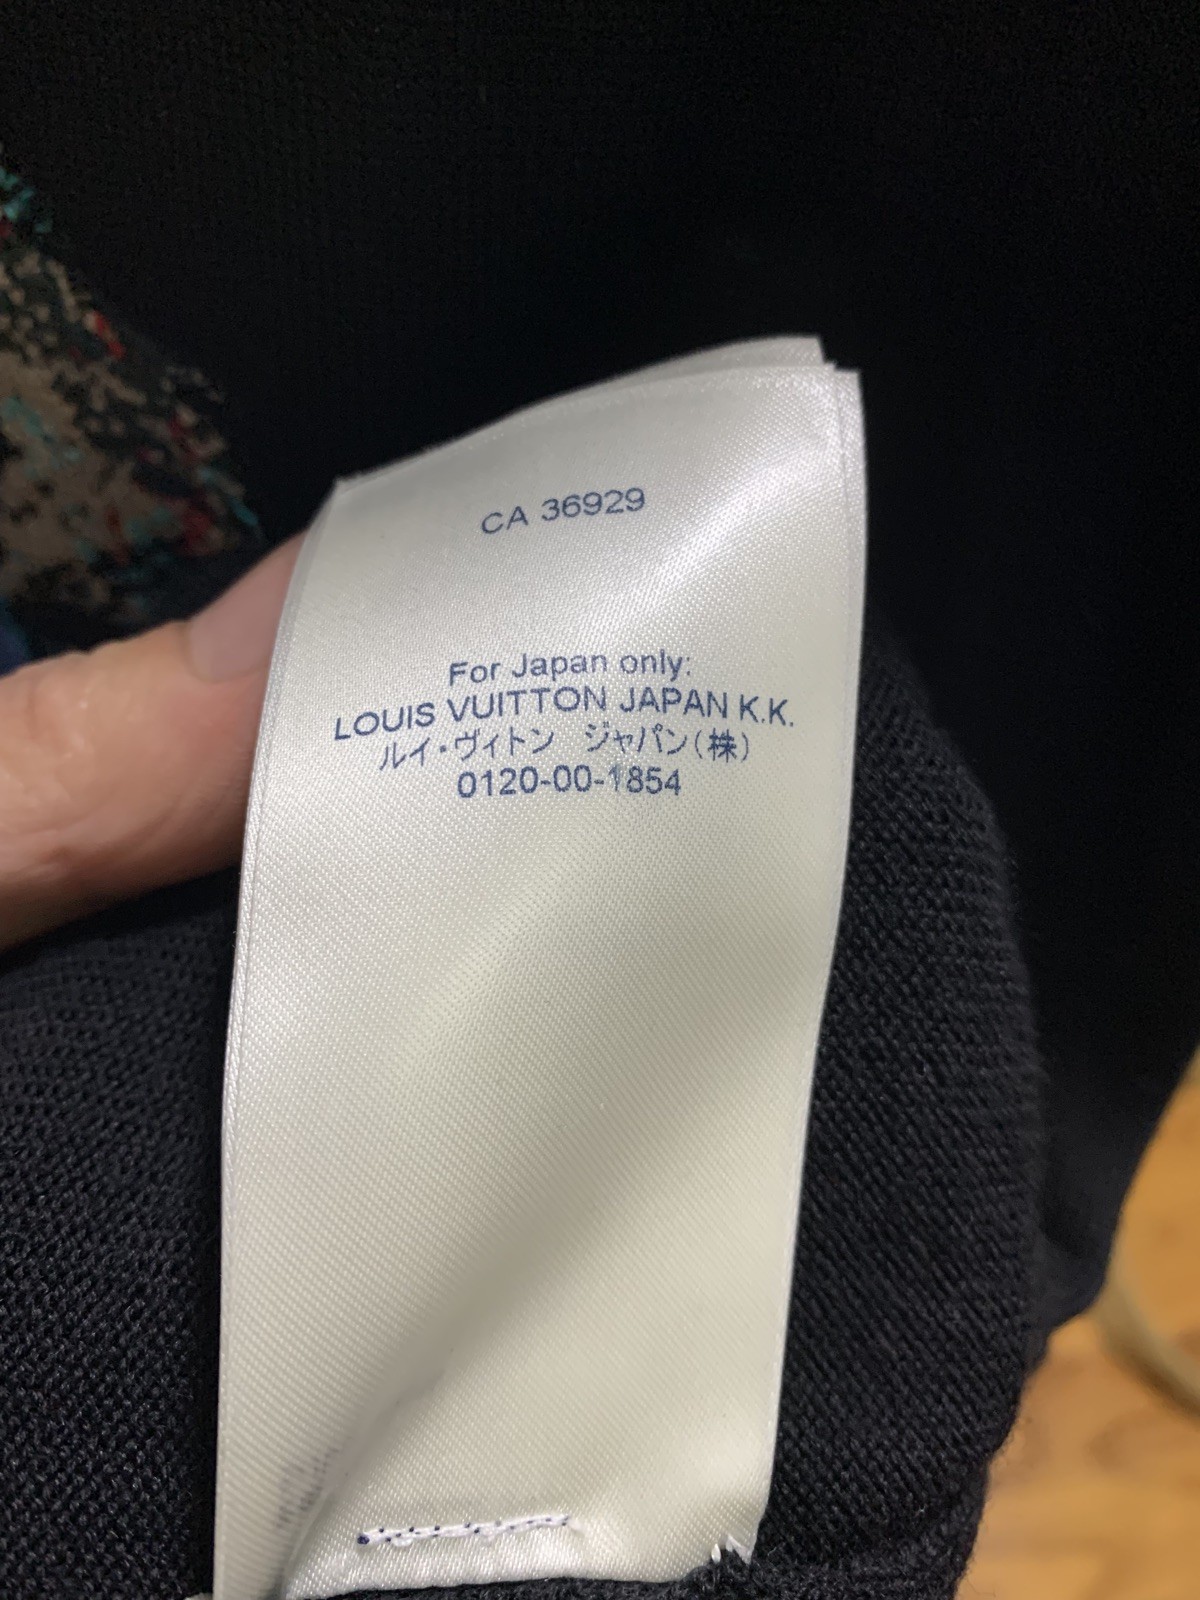 CA 36929
For Japan only:
LOUIS VUITTON JAPAN K.K.
ルイ・ヴィトン　ジャパン(株)
0120-00-1854